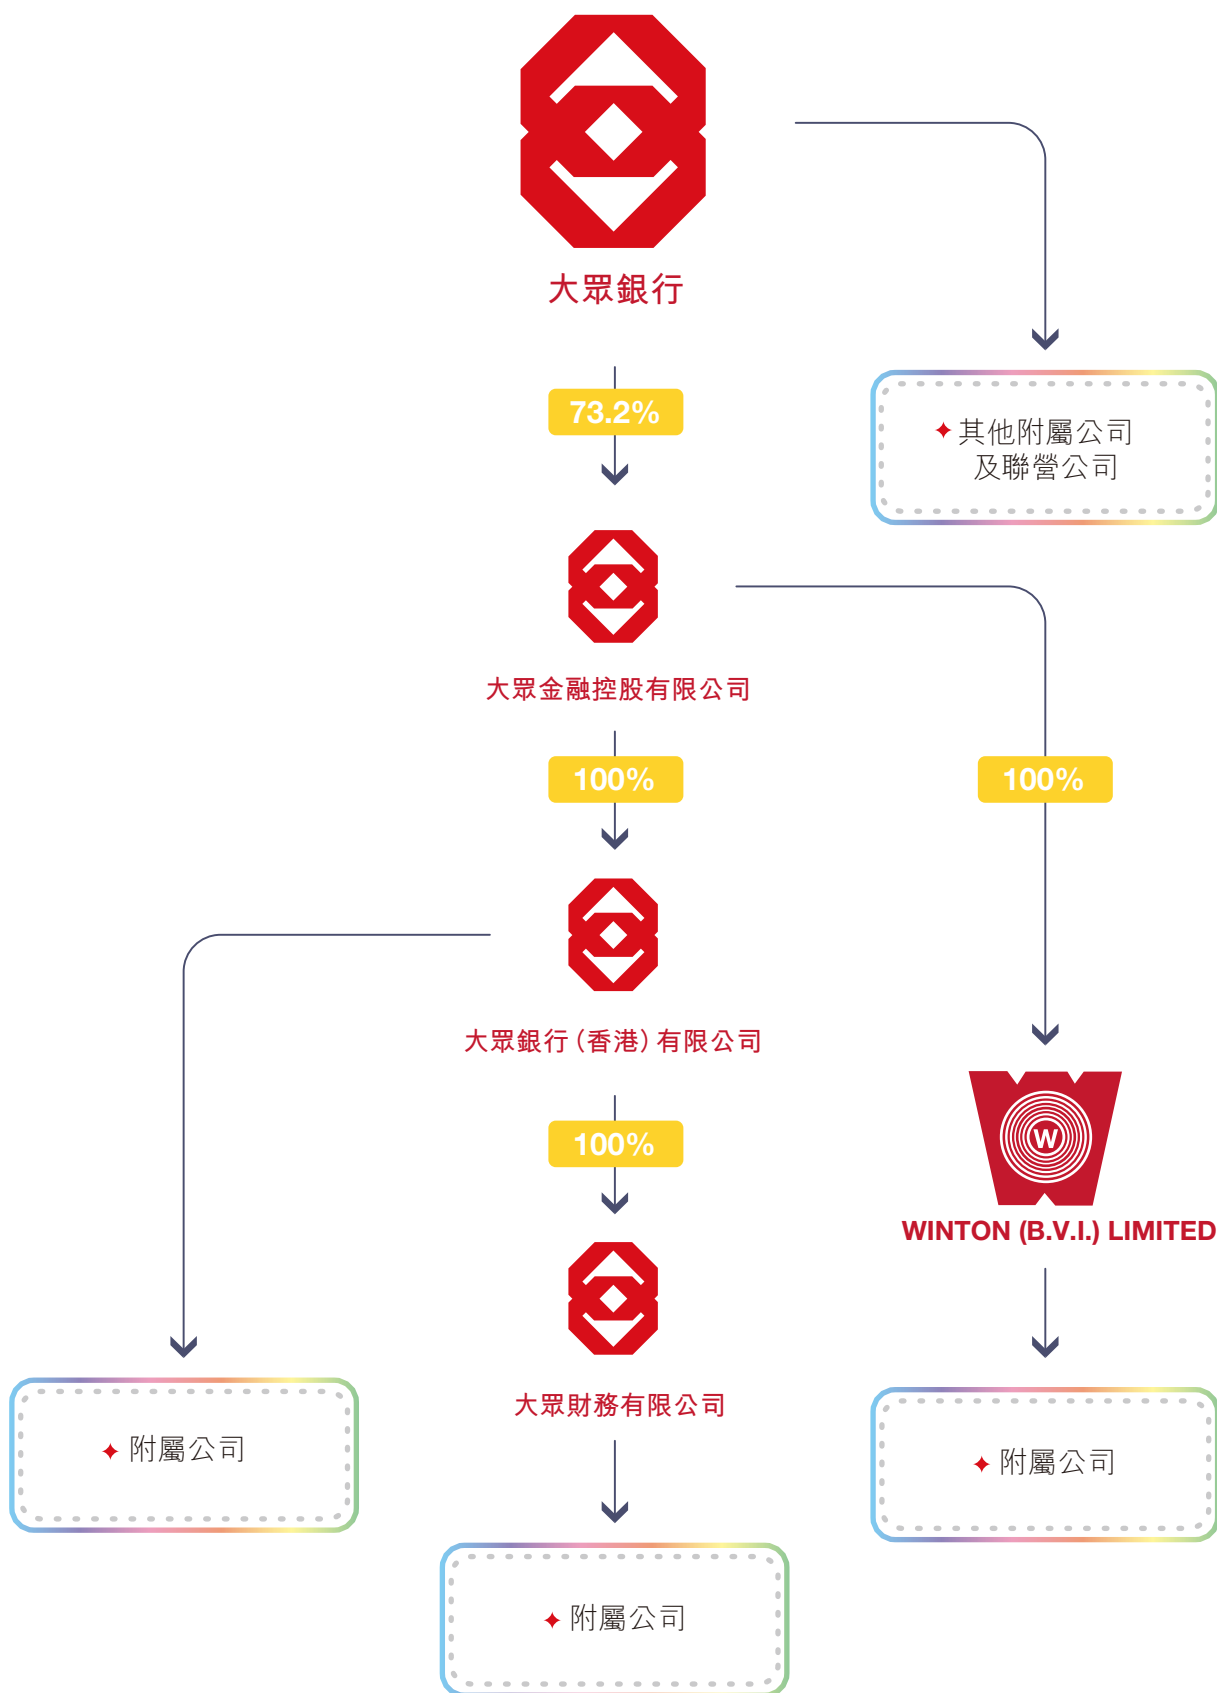 大眾銀行
73.2%
✦ 其他附屬公司
及聯營公司
大眾金融控股有限公司
100%
100%
大眾銀行（香港）有限公司
100%
W
WINTON (B.V.I.) LIMITED
大眾財務有限公司
✦ 附屬公司
✦ 附屬公司
✦ 附屬公司